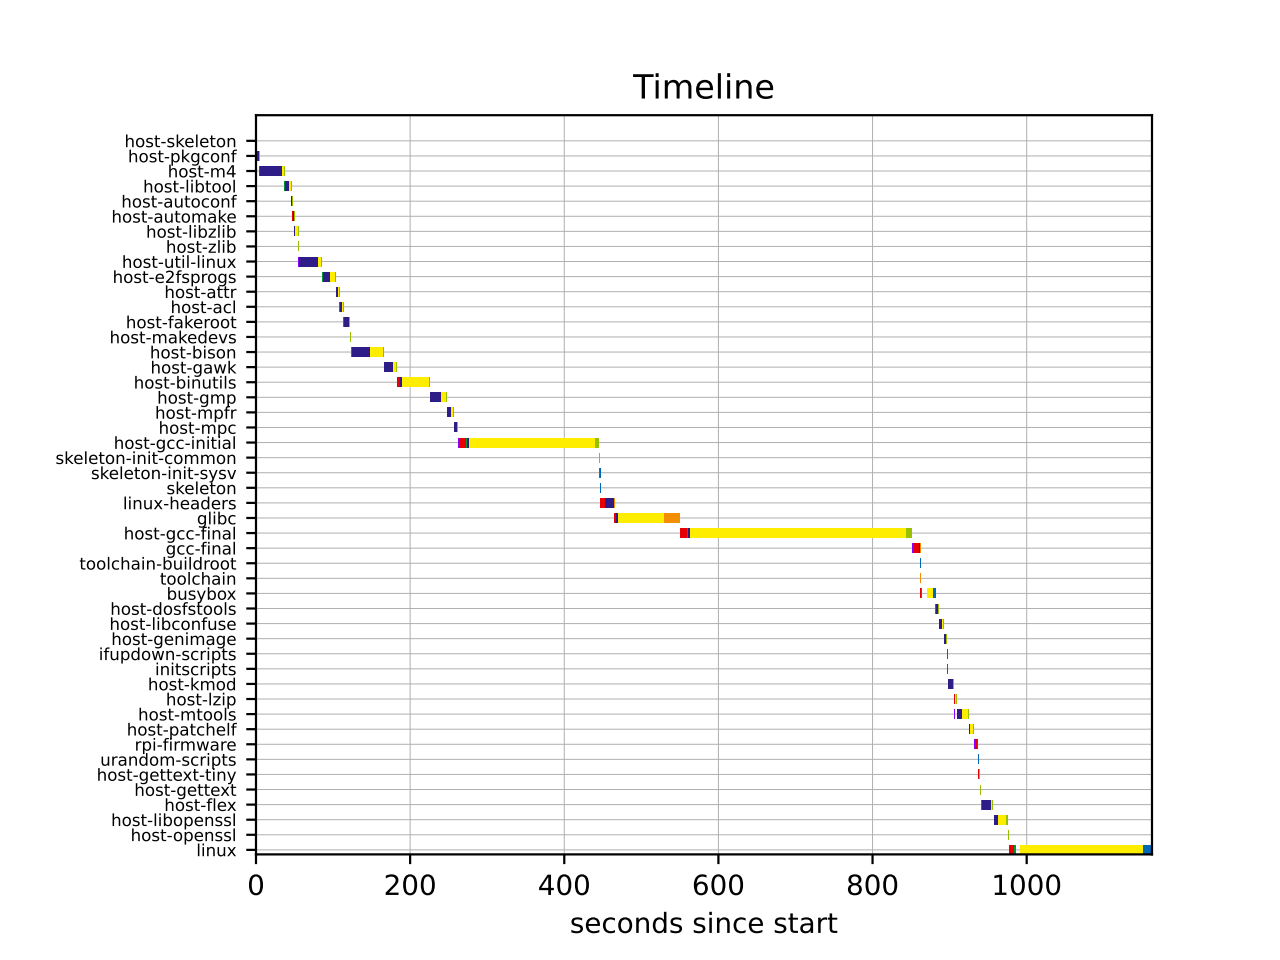 Timeline
host-skeleton
host-pkgconf
host-m4
host-libtool
host-autoconf
host-automake
host-libzlib
host-zlib
host-util-linux
host-e2fsprogs
host-attr
host-acl
host-fakeroot
host-makedevs
host-bison
host-gawk
host-binutils
host-gmp
host-mpfr
host-mpc
host-gcc-initial
skeleton-init-common
skeleton-init-sysv
skeleton
linux-headers
glibc
host-gcc-final
gcc-final
toolchain-buildroot
toolchain
busybox
host-dosfstools
host-libconfuse
host-genimage
ifupdown-scripts
initscripts
host-kmod
host-lzip
host-mtools
host-patchelf
rpi-firmware
urandom-scripts
host-gettext-tiny
host-gettext
host-flex
host-libopenssl
host-openssl
linux
0 200 400 600 800 1000
seconds since start